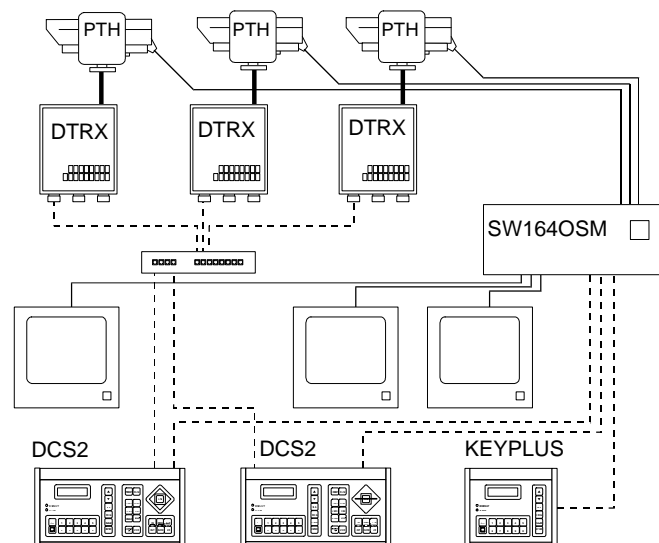 PTH
PTH
PTH
DTRX
DTRX
DTRX
SW164OSM
DCS2
DCS2
KEYPLUS